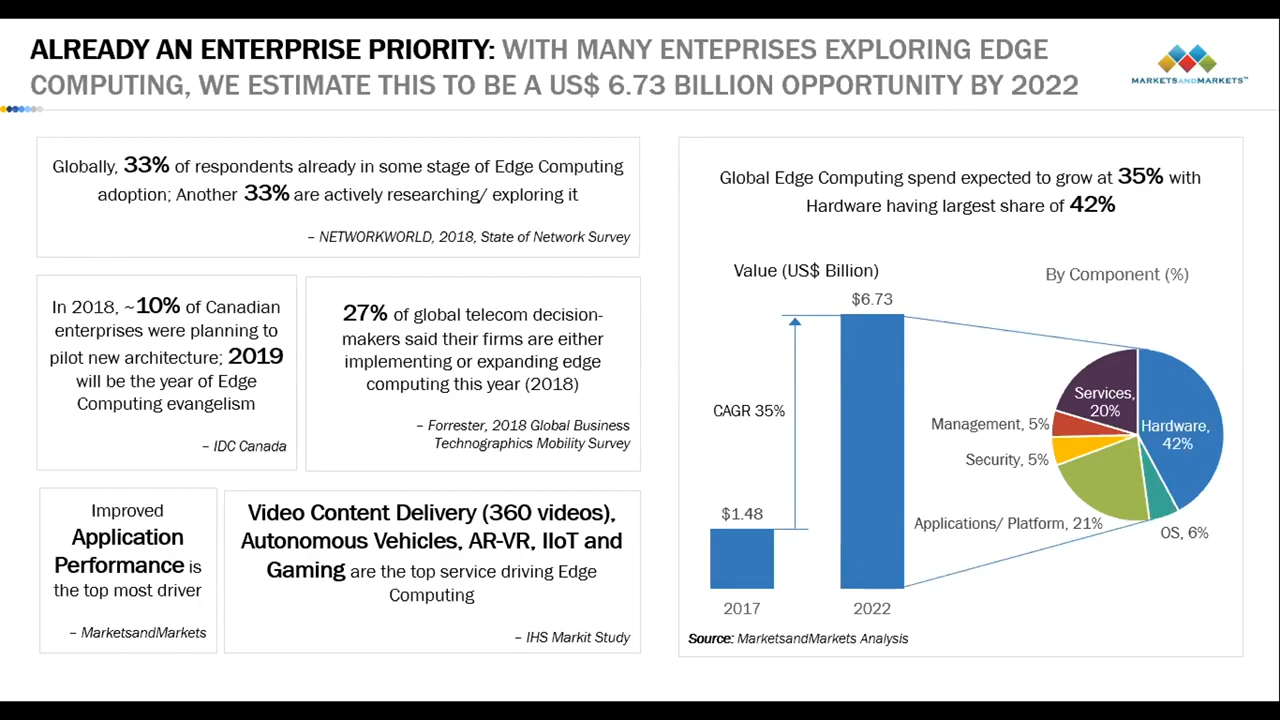 ALREADY AN ENTERPRISE PRIORITY: WITH MANY ENTEPRISES EXPLORING EDGE
COMPUTING, WE ESTIMATE THIS TO BE A US$ 6.73 BILLION OPPORTUNITY BY 2022
MARKETSANDMARKETS™
Globally, 33% of respondents already in some stage of Edge Computing
adoption; Another 33% are actively researching/ exploring it
– NETWORKWORLD, 2018, State of Network Survey
In 2018, ~10% of Canadian
enterprises were planning to
pilot new architecture; 2019
will be the year of Edge
Computing evangelism
– IDC Canada
27% of global telecom decision-
makers said their firms are either
implementing or expanding edge
computing this year (2018)
– Forrester, 2018 Global Business
Technographics Mobility Survey
Improved
Application
Performance is
the top most driver
– MarketsandMarkets
Video Content Delivery (360 videos),
Autonomous Vehicles, AR-VR, IIoT and
Gaming are the top service driving Edge
Computing
– IHS Markit Study
Global Edge Computing spend expected to grow at 35% with
Hardware having largest share of 42%
Value (US$ Billion)
$6.73
CAGR 35%
$1.48
2017
2022
By Component (%)
Services,
20%
Management, 5%
Hardware,
42%
Security, 5%
Applications/ Platform, 21%
OS, 6%
Source: MarketsandMarkets Analysis